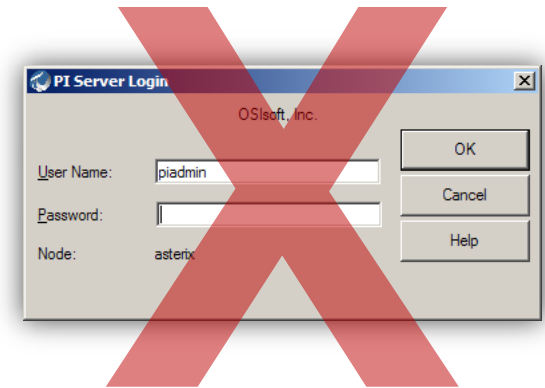 PI Server Login
OSIsoft, Inc.
User Name: piadmin
Password:
Node: asterix
OK
Cancel
Help